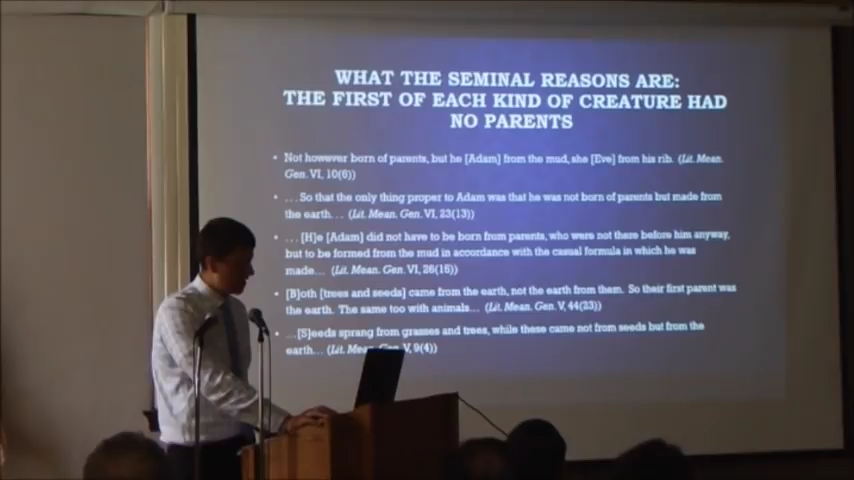 WHAT THE SEMINAL REASONS ARE:
THE FIRST OF EACH KIND OF CREATURE HAD
NO PARENTS
• Not however born of parents, but he [Adam] from the mud, she [Eve] from his rib. (Lit. Mean.
Gen. VI, 10(6))
• . . . So that the only thing proper to Adam was that he was not born of parents but made from
the earth. . . (Lit. Mean. Gen. VI, 23(13))
• . . . [H]e [Adam] did not have to be born from parents, who were not there before him anyway,
but to be formed from the mud in accordance with the casual formula in which he was
made... (Lit. Mean. Gen. VI, 26(15))
• [B]oth [trees and seeds] came from the earth, not the earth from them. So their first parent was
the earth. The same too with animals... (Lit. Mean. Gen. V, 44(23))
• ...[S]eeds sprang from grasses and trees, while these came not from seeds but from the
earth... (Lit. Mean. Gen. V, 9(4))